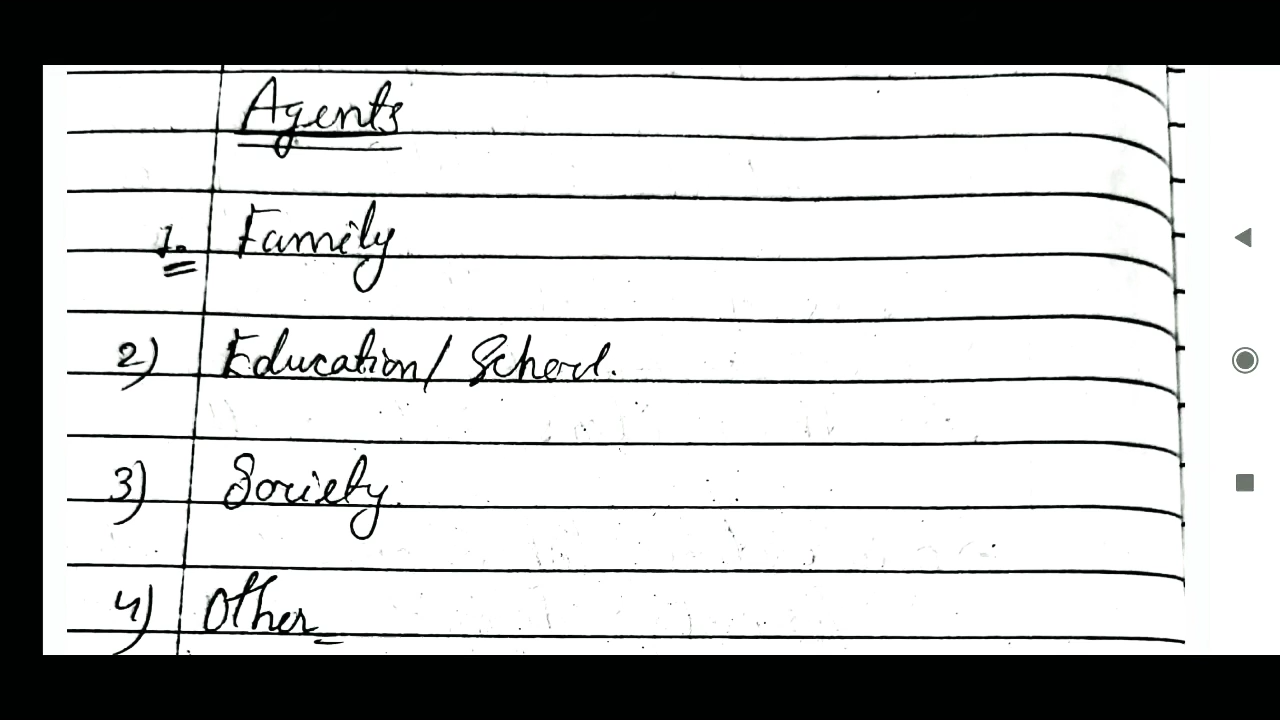 Agents
1. Family
2) Education/ School.
3) Society
4) Other